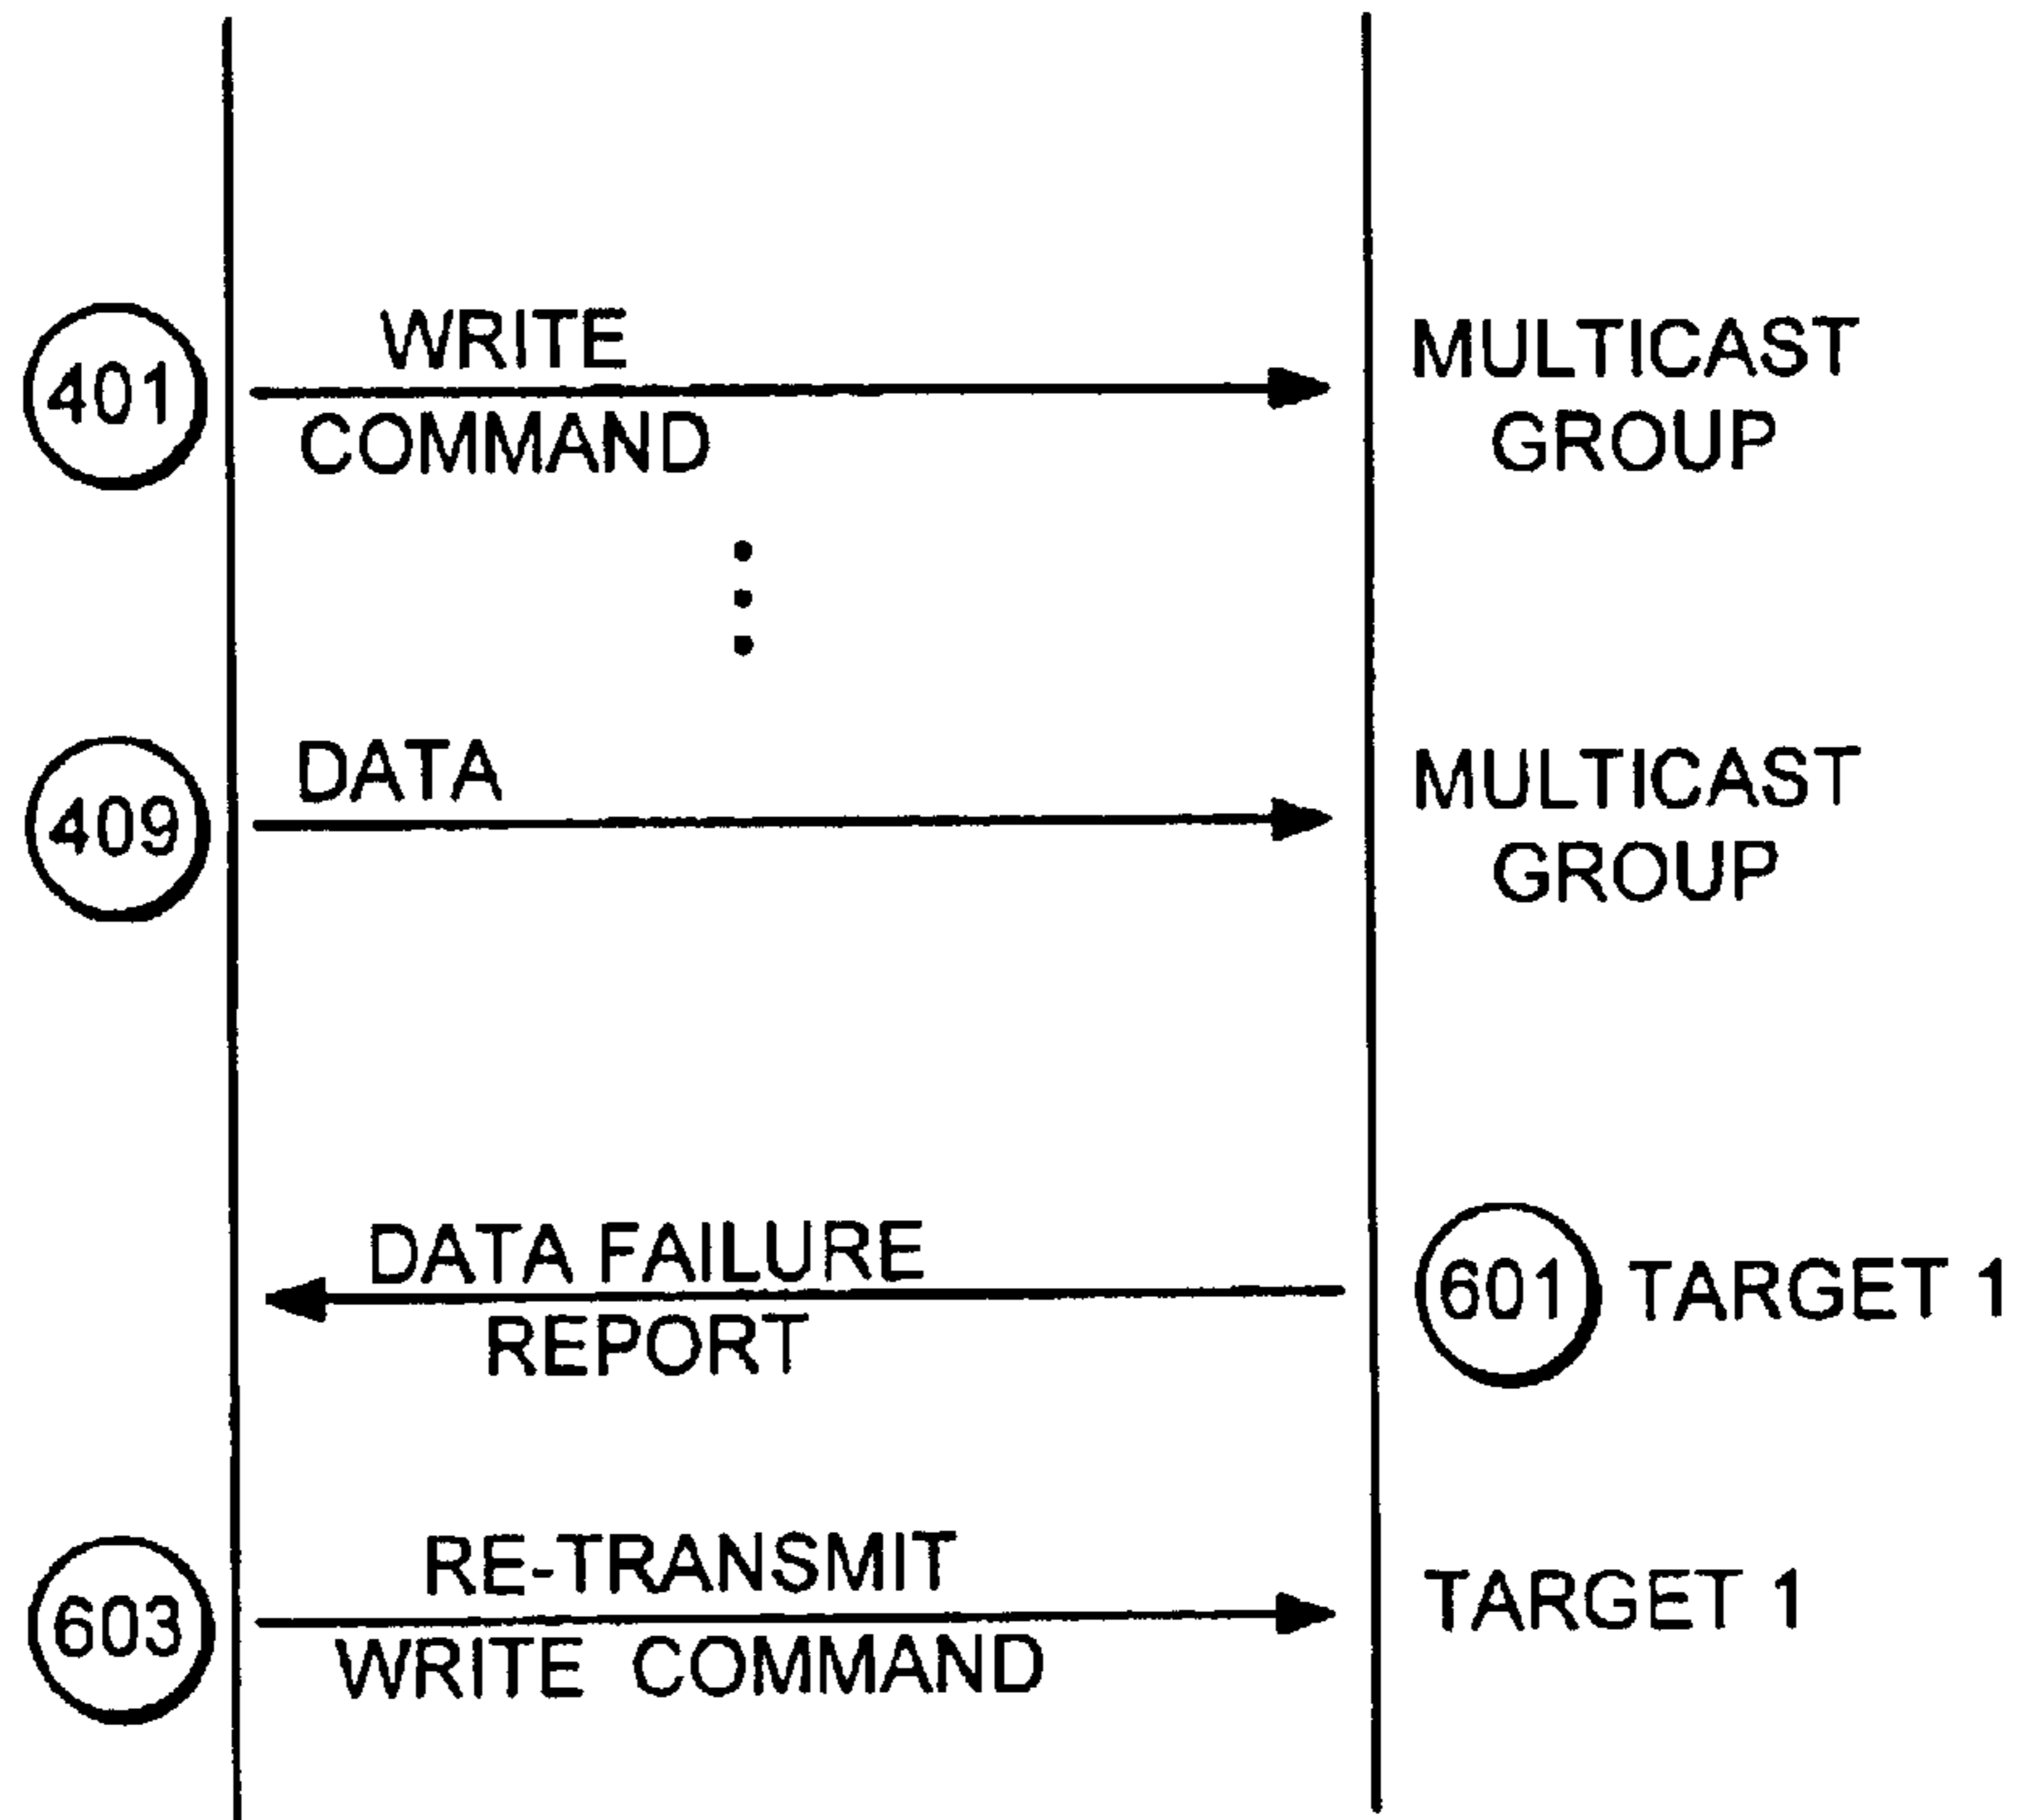 401
WRITE
COMMAND
MULTICAST
GROUP
409
DATA
MULTICAST
GROUP
DATA FAILURE
REPORT
601 TARGET 1
603
RE-TRANSMIT
WRITE COMMAND
TARGET 1